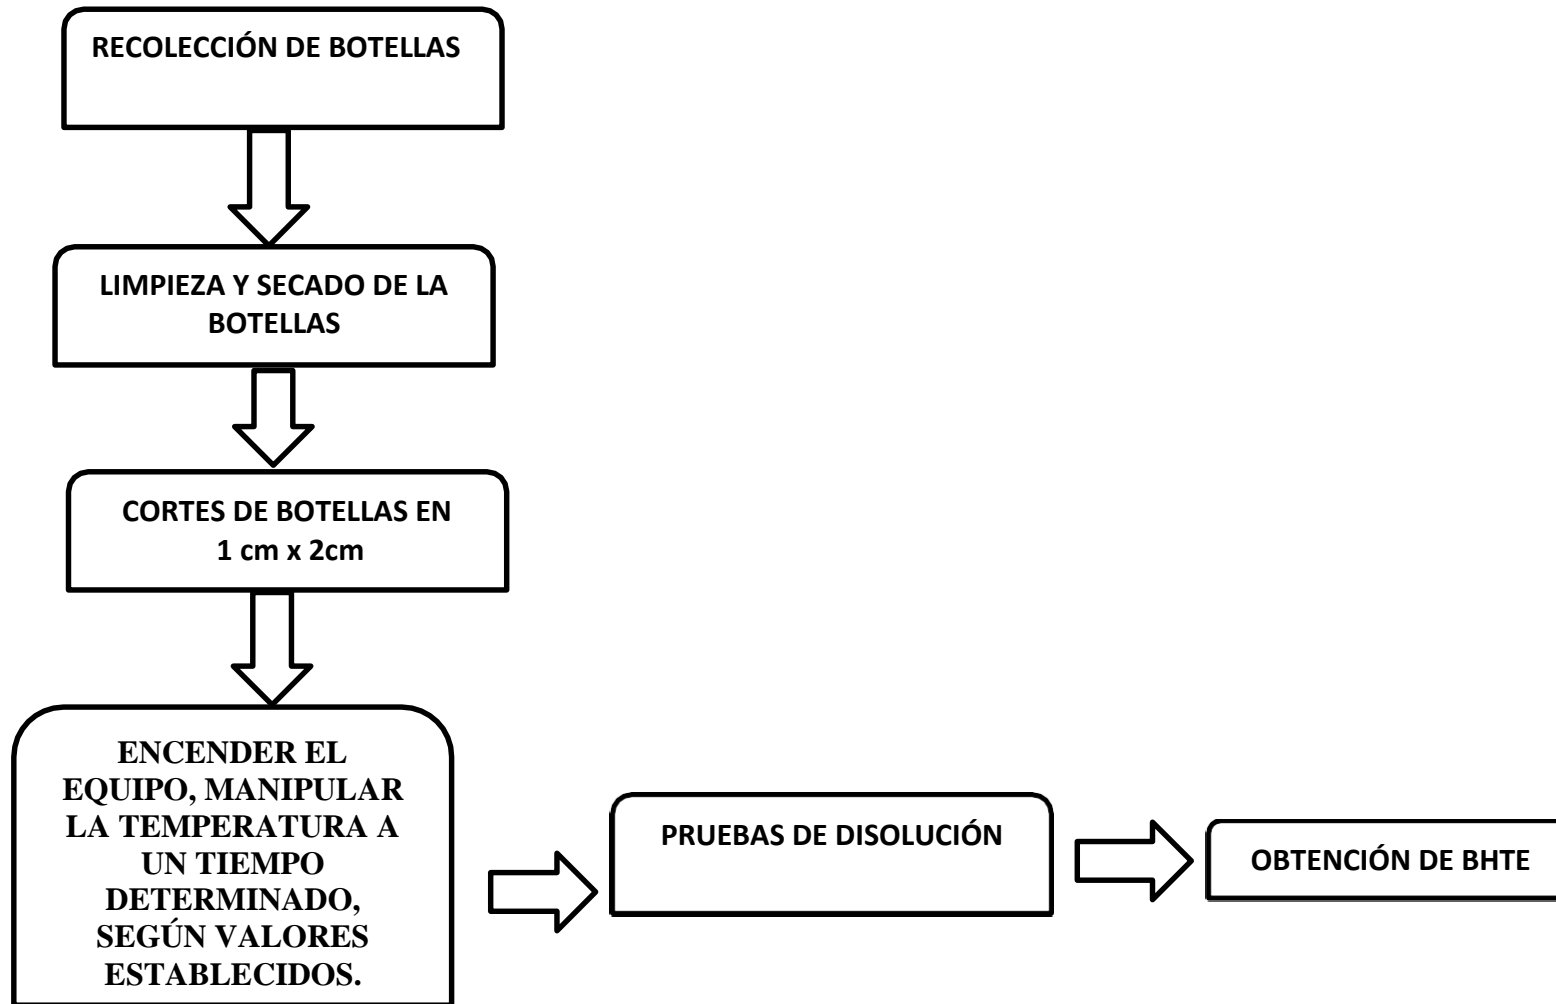 RECOLECCIÓN DE BOTELLAS
LIMPIEZA Y SECADO DE LA
BOTELLAS
CORTES DE BOTELLAS EN
1 cm x 2cm
ENCENDER EL
EQUIPO, MANIPULAR
LA TEMPERATURA A
UN TIEMPO
DETERMINADO,
SEGÚN VALORES
ESTABLECIDOS.
PRUEBAS DE DISOLUCIÓN
OBTENCIÓN DE BHTE